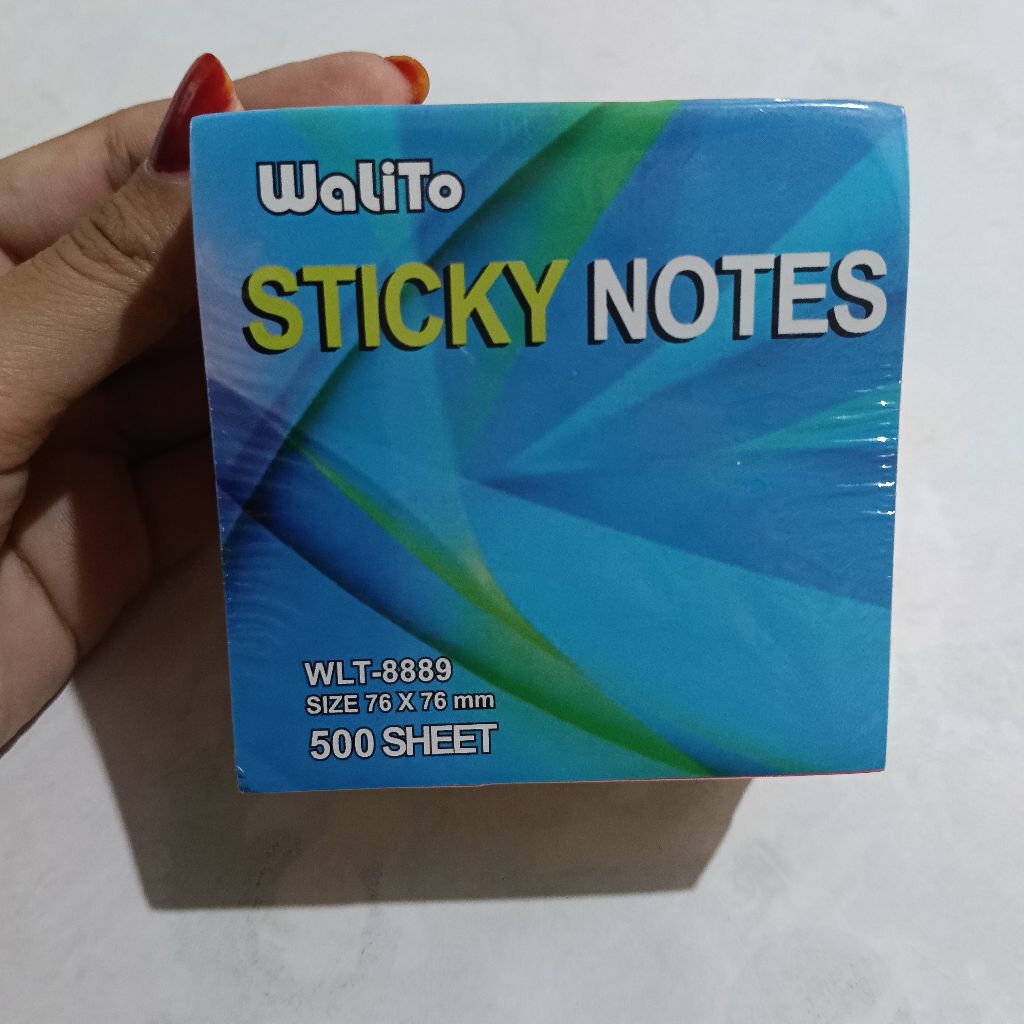 WaLiTo
STICKY NOTES
WLT-8889
SIZE 76 X 76 mm
500 SHEET